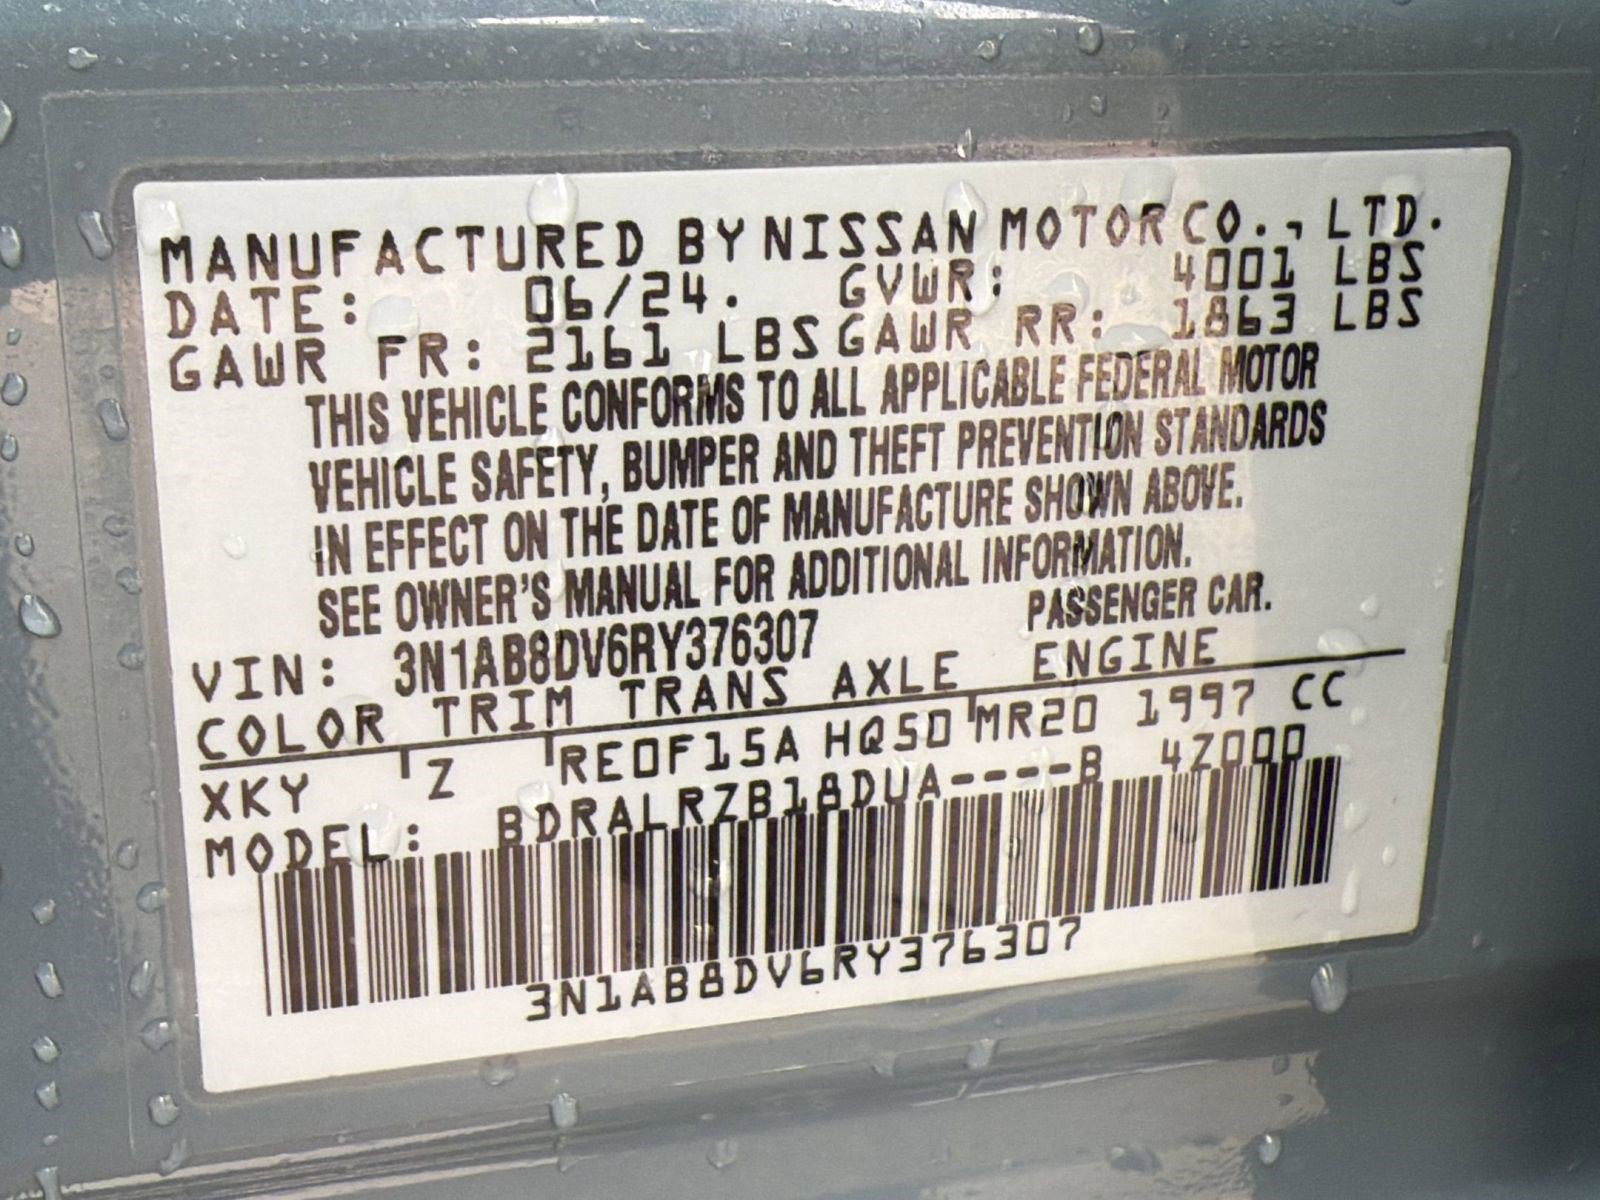 MANUFACTURED BY NISSAN MOTOR CO., LTD.
DATE: 06/24. GVWR: 4001 LBS
GAWR FR: 2161 LBS GAWR RR: 1863 LBS
THIS VEHICLE CONFORMS TO ALL APPLICABLE FEDERAL MOTOR
VEHICLE SAFETY, BUMPER AND THEFT PREVENTION STANDARDS
IN EFFECT ON THE DATE OF MANUFACTURE SHOWN ABOVE.
SEE OWNER'S MANUAL FOR ADDITIONAL INFORMATION.
VIN: 3N1AB8DV6RY376307 PASSENGER CAR.
COLOR TRIM TRANS AXLE ENGINE
XKY Z RE0F15A HQ50 MR20 1997 CC
MODEL: BDRALRZB18DUA----B 4Z000
3N1AB8DV6RY376307